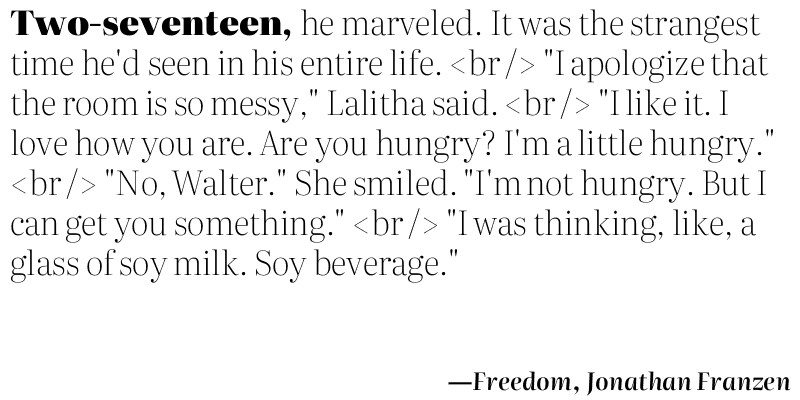 Two-seventeen, he marveled. It was the strangest
time he'd seen in his entire life. <br /> "I apologize that
the room is so messy," Lalitha said. <br /> "I like it. I
love how you are. Are you hungry? I'm a little hungry."
<br /> "No, Walter." She smiled. "I'm not hungry. But I
can get you something." <br /> "I was thinking, like, a
glass of soy milk. Soy beverage."
—Freedom, Jonathan Franzen